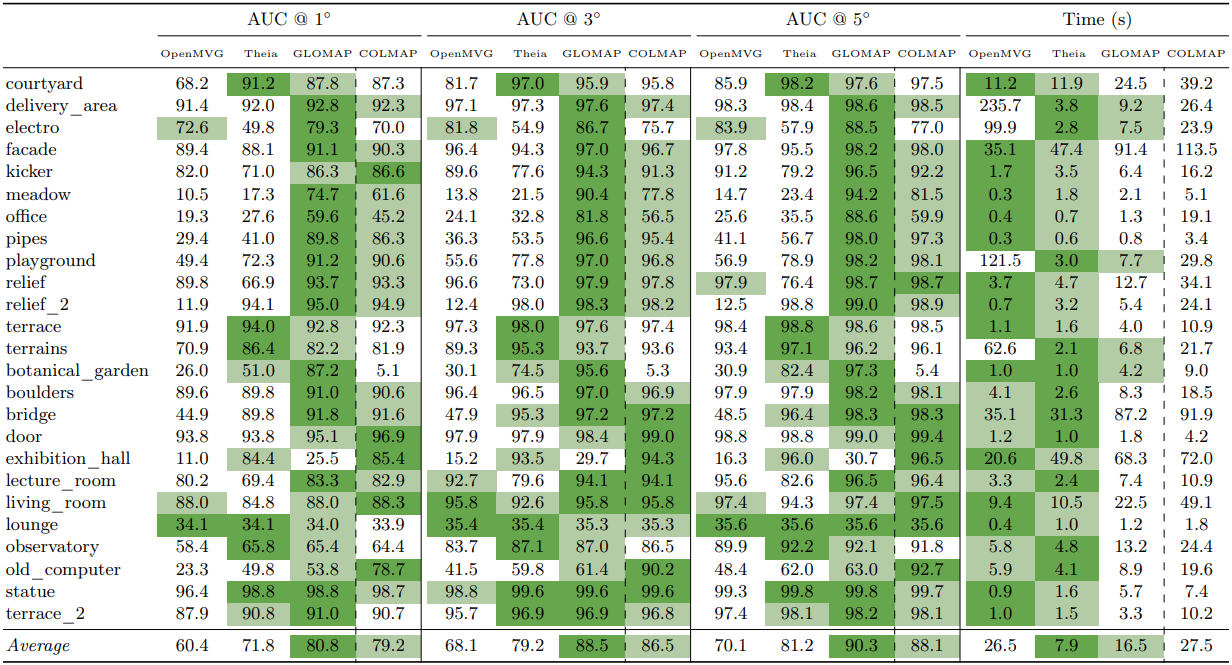 AUC @ 1° AUC @ 3° AUC @ 5° Time (s)
OpenMVG Theia GLOMAP COLMAP OpenMVG Theia GLOMAP COLMAP OpenMVG Theia GLOMAP COLMAP OpenMVG Theia GLOMAP COLMAP
courtyard 68.2 91.2 87.8 87.3 81.7 97.0 95.9 95.8 85.9 98.2 97.6 97.5 11.2 11.9 24.5 39.2
delivery_area 91.4 92.0 92.8 92.3 97.1 97.3 97.6 97.4 98.3 98.4 98.6 98.5 235.7 3.8 9.2 26.4
electro 72.6 49.8 79.3 70.0 81.8 54.9 86.7 75.7 83.9 57.9 88.5 77.0 99.9 2.8 7.5 23.9
facade 89.4 88.1 91.1 90.3 96.4 94.3 97.0 96.7 97.8 95.5 98.2 98.0 35.1 47.4 91.4 113.5
kicker 82.0 71.0 86.3 86.6 89.6 77.6 94.3 91.3 91.2 79.2 96.5 92.2 1.7 3.5 6.4 16.2
meadow 10.5 17.3 74.7 61.6 13.8 21.5 90.4 77.8 14.7 23.4 94.2 81.5 0.3 1.8 2.1 5.1
office 19.3 27.6 59.6 45.2 24.1 32.8 81.8 56.5 25.6 35.5 88.6 59.9 0.4 0.7 1.3 19.1
pipes 29.4 41.0 89.8 86.3 36.3 53.5 96.6 95.4 41.1 56.7 98.0 97.3 0.3 0.6 0.8 3.4
playground 49.4 72.3 91.2 90.6 55.6 77.8 97.0 96.8 56.9 78.9 98.2 98.1 121.5 3.0 7.7 29.8
relief 89.8 66.9 93.7 93.3 96.6 73.0 97.9 97.8 97.9 76.4 98.7 98.7 3.7 4.7 12.7 34.1
relief_2 11.9 94.1 95.0 94.9 12.4 98.0 98.3 98.2 12.5 98.8 99.0 98.9 0.7 3.2 5.4 24.1
terrace 91.9 94.0 92.8 92.3 97.3 98.0 97.6 97.4 98.4 98.8 98.6 98.5 1.1 1.6 4.0 10.9
terrains 70.9 86.4 82.2 81.9 89.3 95.3 93.7 93.6 93.4 97.1 96.2 96.1 62.6 2.1 6.8 21.7
botanical_garden 26.0 51.0 87.2 5.1 30.1 74.5 95.6 5.3 30.9 82.4 97.3 5.4 1.0 1.0 4.2 9.0
boulders 89.6 89.8 91.0 90.6 96.4 96.5 97.0 96.9 97.9 97.9 98.2 98.1 4.1 2.6 8.3 18.5
bridge 44.9 89.8 91.8 91.6 47.9 95.3 97.2 97.2 48.5 96.4 98.3 98.3 35.1 31.3 87.2 91.9
door 93.8 93.8 95.1 96.9 97.9 97.9 98.4 99.0 98.8 98.8 99.0 99.4 1.2 1.0 1.8 4.2
exhibition_hall 11.0 84.4 25.5 85.4 15.2 93.5 29.7 94.3 16.3 96.0 30.7 96.5 20.6 49.8 68.3 72.0
lecture_room 80.2 69.4 83.3 82.9 92.7 79.6 94.1 94.1 95.6 82.6 96.5 96.4 3.3 2.4 7.4 10.9
living_room 88.0 84.8 88.0 88.3 95.8 92.6 95.8 95.8 97.4 94.3 97.4 97.5 9.4 10.5 22.5 49.1
lounge 34.1 34.1 34.0 33.9 35.4 35.4 35.3 35.3 35.6 35.6 35.6 35.6 0.4 1.0 1.2 1.8
observatory 58.4 65.8 65.4 64.4 83.7 87.1 87.0 86.5 89.9 92.2 92.1 91.8 5.8 4.8 13.2 24.4
old_computer 23.3 49.8 53.8 78.7 41.5 59.8 61.4 90.2 48.4 62.0 63.0 92.7 5.9 4.1 8.9 19.6
statue 96.4 98.8 98.8 98.7 98.8 99.6 99.6 99.6 99.3 99.8 99.8 99.7 0.9 1.6 5.7 7.4
terrace_2 87.9 90.8 91.0 90.7 95.7 96.9 96.9 96.8 97.4 98.1 98.2 98.1 1.0 1.5 3.3 10.2
Average 60.4 71.8 80.8 79.2 68.1 79.2 88.5 86.5 70.1 81.2 90.3 88.1 26.5 7.9 16.5 27.5